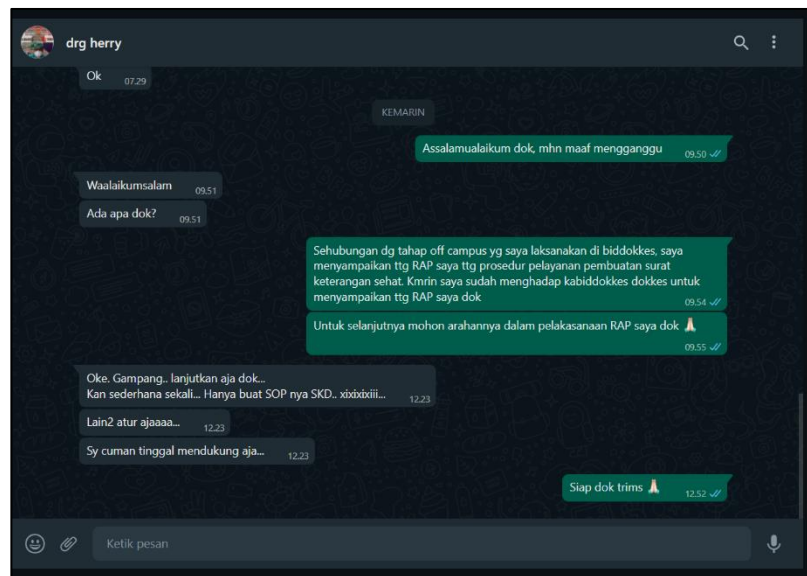 drg herry
Ok 07.29
KEMARIN
Assalamualaikum dok, mhn maaf mengganggu 09.50
Waalaikumsalam 09.51
Ada apa dok? 09.51
Sehubungan dg tahap off campus yg saya laksanakan di biddokkes, saya
menyampaikan ttg RAP saya ttg prosedur pelayanan pembuatan surat
keterangan sehat. Kmrin saya sudah menghadap kabiddokkes dokkes untuk
menyampaikan ttg RAP saya dok 09.54
Untuk selanjutnya mohon arahannya dalam pelakasanaan RAP saya dok 🙏🏻
09.55
Oke. Gampang.. lanjutkan aja dok...
Kan sederhana sekali... Hanya buat SOP nya SKD.. xixixixiii... 12.23
Lain2 atur ajaaaa... 12.23
Sy cuman tinggal mendukung aja... 12.23
Siap dok trims 🙏🏻 12.52
Ketik pesan